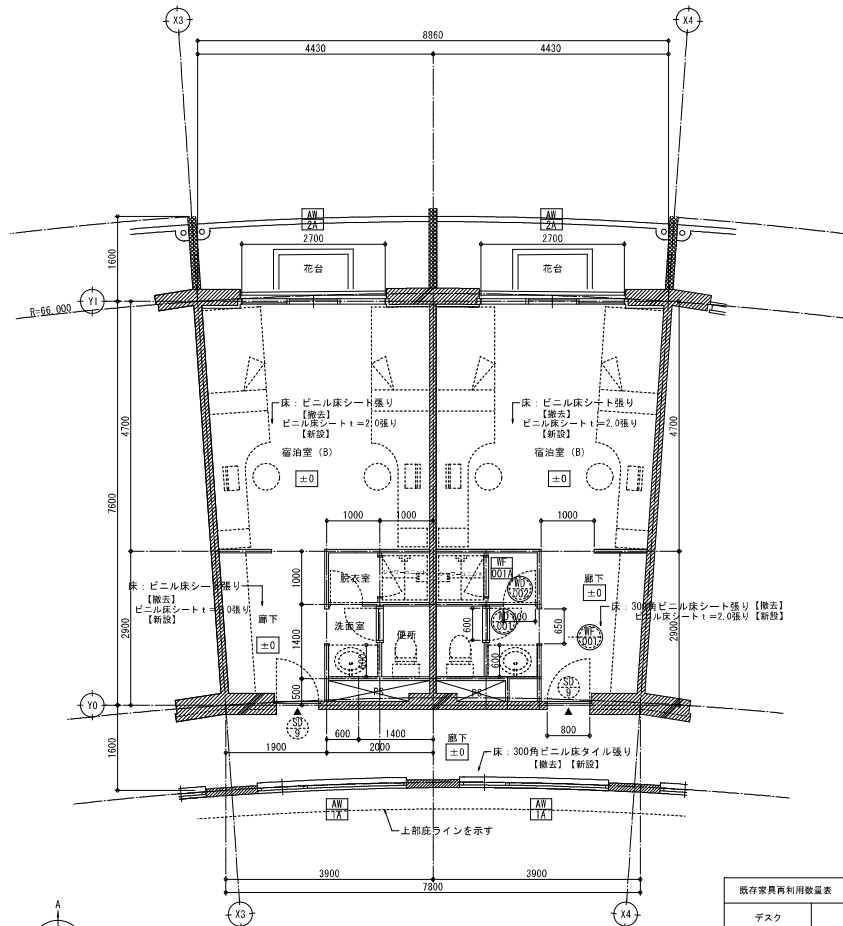 X3
X4
8860
4430
4430
AW
2A
AW
2A
2700
2700
1600
花台
花台
Y1
R=66.000
床：ビニル床シート張り
【撤去】
ビニル床シートt=2.0張り
【新設】
床：ビニル床シート張り
【撤去】
ビニル床シートt=2.0張り
【新設】
4700
4700
宿泊室（B）
宿泊室（B）
±0
±0
7600
1000
1000
1000
脱衣室
1000
WF
001A
WD
002
廊下
±0
床：ビニル床シート張り
【撤去】
ビニル床シートt=2.0張り
【新設】
床：300角ビニル床シート張り【撤去】
ビニル床シートt=2.0張り【新設】
廊下
±0
洗面室
便所
WD
001
600
600
650
WF
001
2900
2900
1400
600
600
500
PS
PS
SD
9
Y0
SD
9
600
1400
800
1900
2000
廊下
±0
床：300角ビニル床タイル張り
【撤去】【新設】
1600
AW
1A
AW
1A
上部庇ラインを示す
3900
3900
7800
X3
X4
A
既存家具再利用数量表
デスク